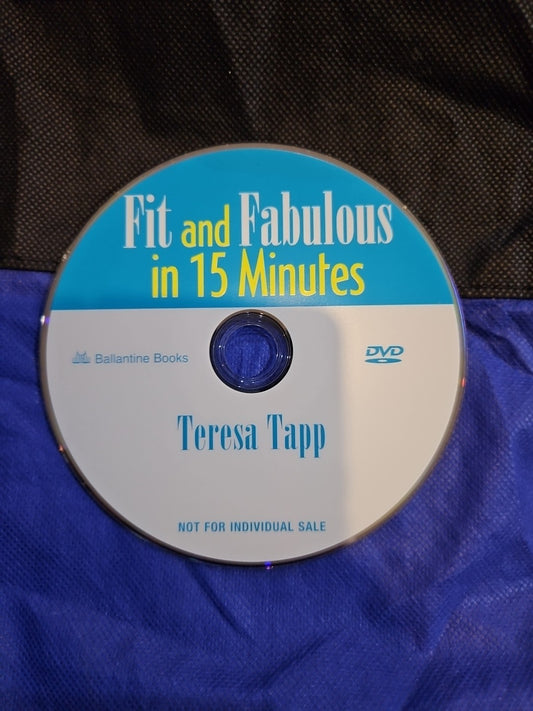 Fit and Fabulous
in 15 Minutes
Ballantine Books
DVD
Teresa Tapp
NOT FOR INDIVIDUAL SALE